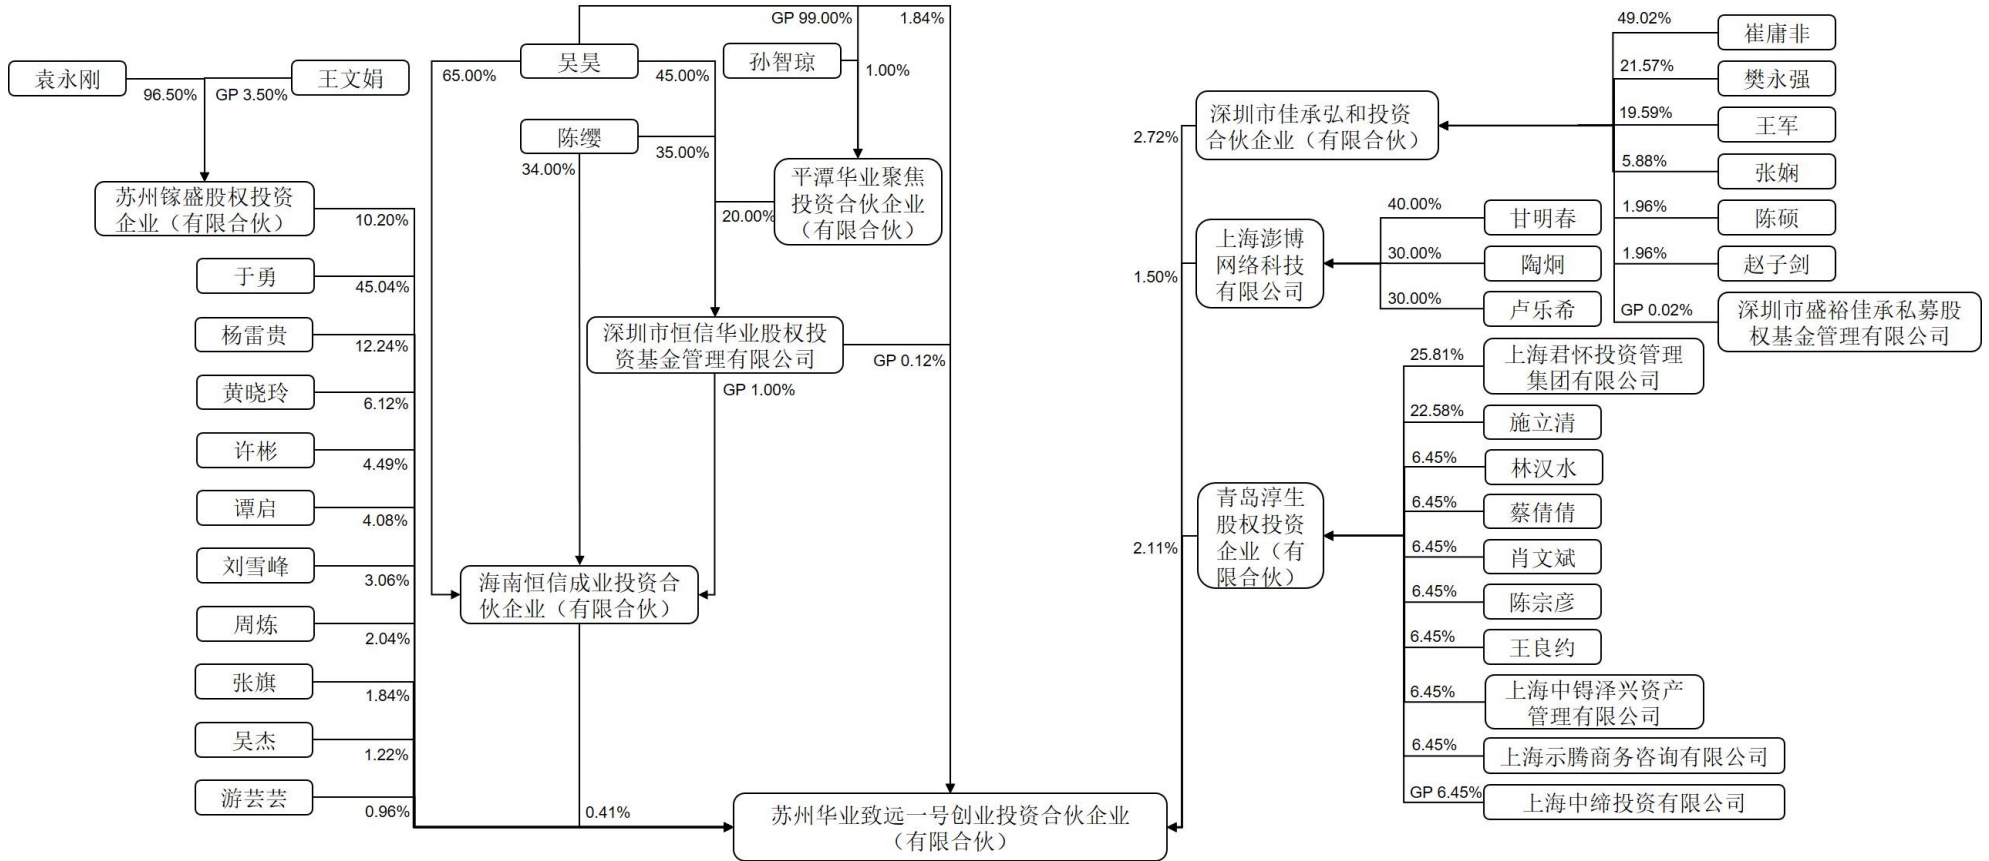 袁永刚
96.50%
GP 3.50%
王文娟
苏州镓盛股权投资
企业（有限合伙）
10.20%
于勇
45.04%
杨雷贵
12.24%
黄晓玲
6.12%
许彬
4.49%
谭启
4.08%
刘雪峰
3.06%
周炼
2.04%
张旗
1.84%
吴杰
1.22%
游芸芸
0.96%
GP 99.00%
1.84%
吴昊
65.00%
45.00%
孙智琼
1.00%
陈缨
34.00%
35.00%
平潭华业聚焦
投资合伙企业
（有限合伙）
20.00%
深圳市恒信华业股权投
资基金管理有限公司
GP 0.12%
GP 1.00%
海南恒信成业投资合
伙企业（有限合伙）
0.41%
苏州华业致远一号创业投资合伙企业
（有限合伙）
2.72%
深圳市佳承弘和投资
合伙企业（有限合伙）
1.50%
上海澎博
网络科技
有限公司
2.11%
青岛淳生
股权投资
企业（有
限合伙）
49.02%
崔庸非
21.57%
樊永强
19.59%
王军
5.88%
张娴
1.96%
陈硕
1.96%
赵子剑
GP 0.02%
深圳市盛裕佳承私募股
权基金管理有限公司
40.00%
甘明春
30.00%
陶炯
30.00%
卢乐希
25.81%
上海君怀投资管理
集团有限公司
22.58%
施立清
6.45%
林汉水
6.45%
蔡倩倩
6.45%
肖文斌
6.45%
陈宗彦
6.45%
王良约
6.45%
上海中锝泽兴资产
管理有限公司
6.45%
上海示腾商务咨询有限公司
GP 6.45%
上海中缔投资有限公司